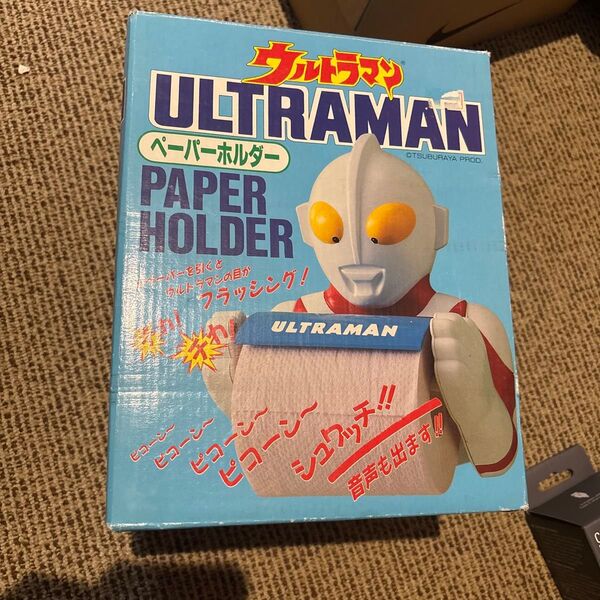 ウルトラマン
ULTRAMAN
©TSUBURAYA PROD.
ペーパーホルダー
PAPER
HOLDER
ペーパーを引くと
ウルトラマンの目が
フラッシング!
ULTRAMAN
ピコーン〜
ピコーン〜
ピコーン〜
ピコーン〜
シュワッチ!!
音声も出ます!!